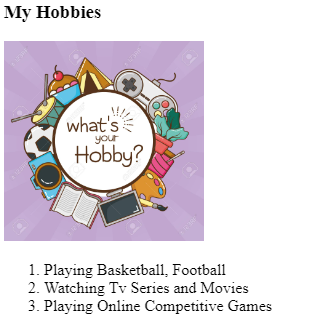 My Hobbies
what's
your
Hobby?
1. Playing Basketball, Football
2. Watching Tv Series and Movies
3. Playing Online Competitive Games